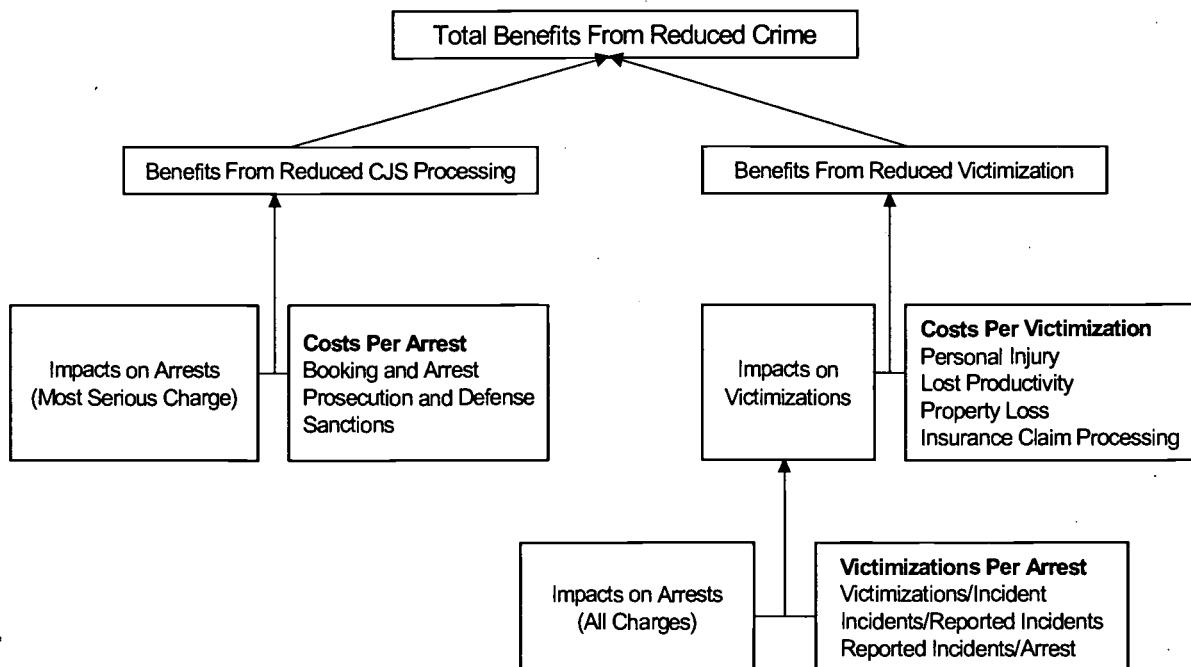 Total Benefits From Reduced Crime
Benefits From Reduced CJS Processing
Benefits From Reduced Victimization
Impacts on Arrests
(Most Serious Charge)
Costs Per Arrest
Booking and Arrest
Prosecution and Defense
Sanctions
Impacts on
Victimizations
Costs Per Victimization
Personal Injury
Lost Productivity
Property Loss
Insurance Claim Processing
Impacts on Arrests
(All Charges)
Victimizations Per Arrest
Victimizations/Incident
Incidents/Reported Incidents
Reported Incidents/Arrest